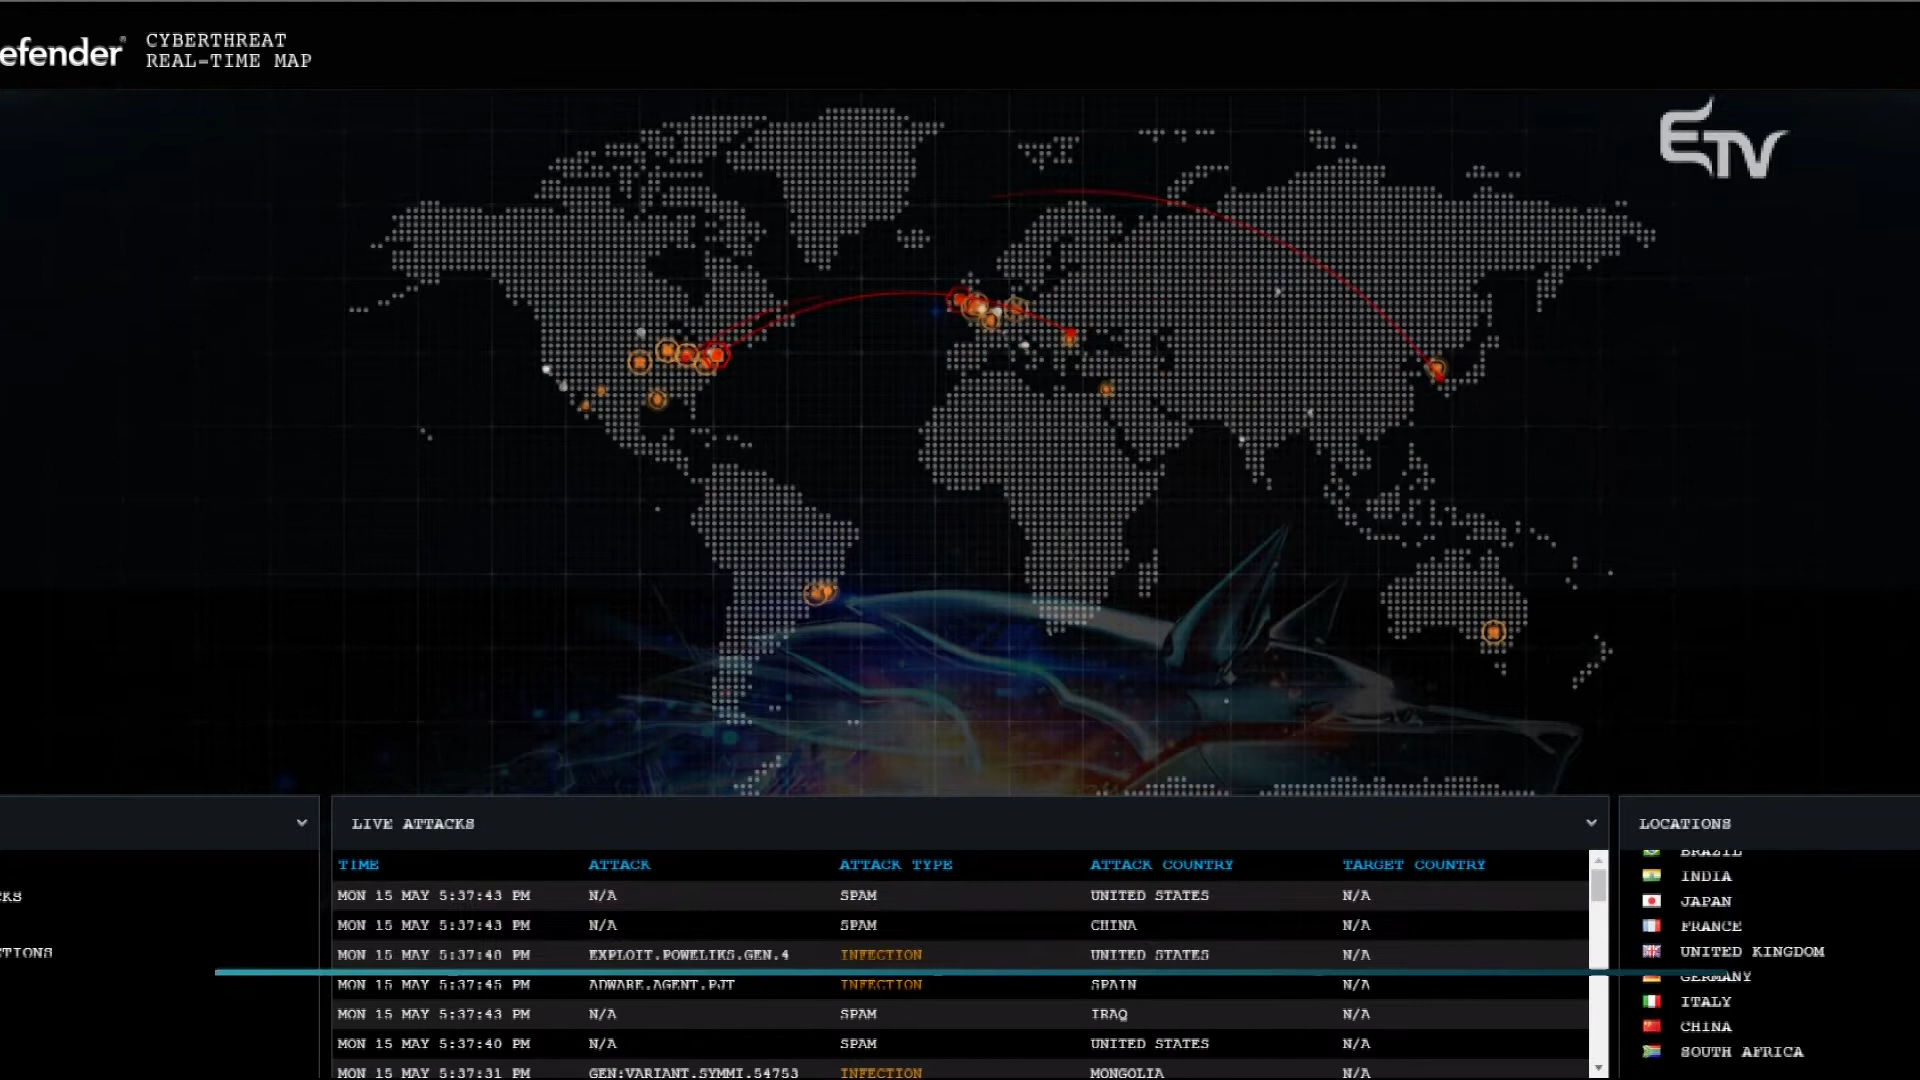 efender®
CYBERTHREAT
REAL-TIME MAP
ETV
LIVE ATTACKS
LOCATIONS
TIME ATTACK ATTACK TYPE ATTACK COUNTRY TARGET COUNTRY
MON 15 MAY 5:37:43 PM N/A SPAM UNITED STATES N/A
MON 15 MAY 5:37:43 PM N/A SPAM CHINA N/A
MON 15 MAY 5:37:40 PM EXPLOIT.POWELIKS.GEN.4 INFECTION UNITED STATES N/A
MON 15 MAY 5:37:45 PM ADWARE.AGENT.PJT INFECTION SPAIN N/A
MON 15 MAY 5:37:43 PM N/A SPAM IRAQ N/A
MON 15 MAY 5:37:40 PM N/A SPAM UNITED STATES N/A
MON 15 MAY 5:37:31 PM GEN:VARIANT.SYMMI.54753 INFECTION MONGOLIA N/A
CKS
CTIONS
BRAZIL
INDIA
JAPAN
FRANCE
UNITED KINGDOM
GERMANY
ITALY
CHINA
SOUTH AFRICA